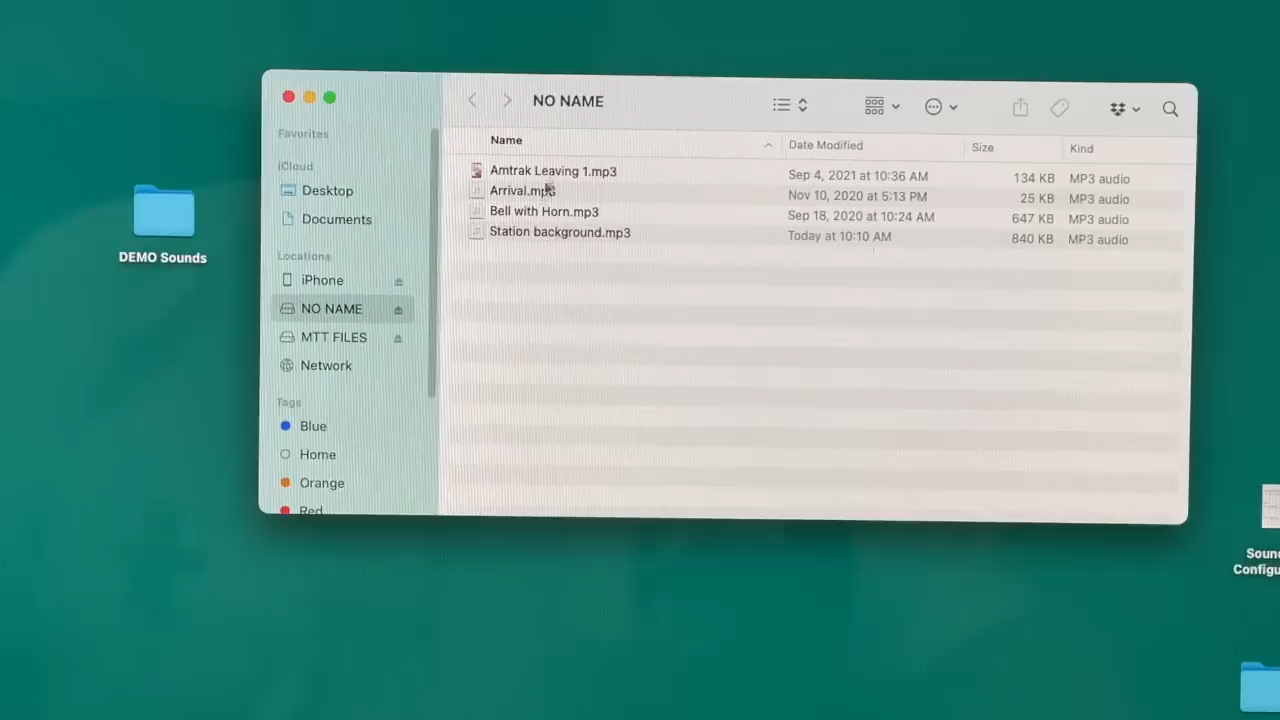 NO NAME
Favorites
iCloud
Desktop
Documents
Locations
iPhone
NO NAME
MTT FILES
Network
Tags
Blue
Home
Orange
Red
Name Date Modified Size Kind
Amtrak Leaving 1.mp3 Sep 4, 2021 at 10:36 AM 134 KB MP3 audio
Arrival.mp3 Nov 10, 2020 at 5:13 PM 25 KB MP3 audio
Bell with Horn.mp3 Sep 18, 2020 at 10:24 AM 647 KB MP3 audio
Station background.mp3 Today at 10:10 AM 840 KB MP3 audio
DEMO Sounds
Soun
Configu